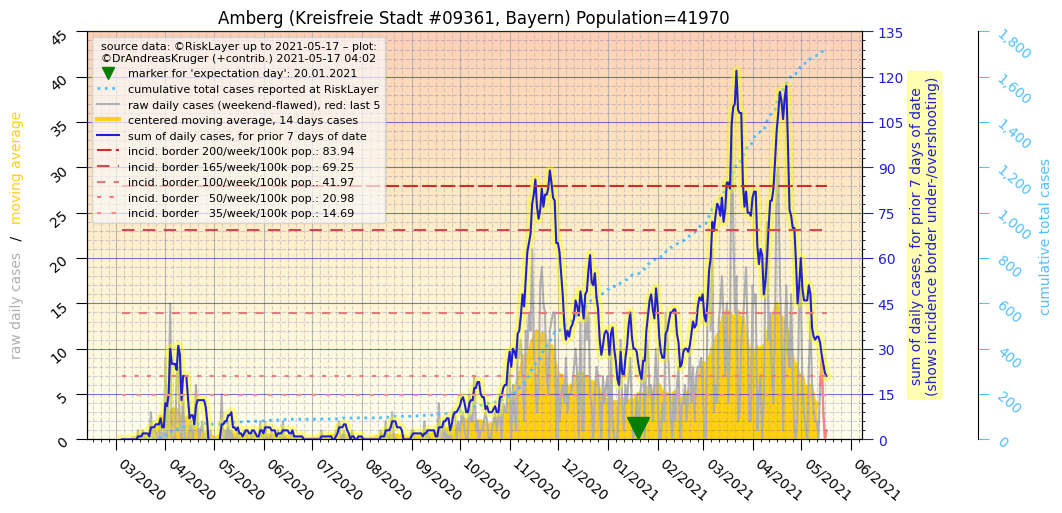 Amberg (Kreisfreie Stadt #09361, Bayern) Population=41970
source data: ©RiskLayer up to 2021-05-17 – plot:
©DrAndreasKruger (+contrib.) 2021-05-17 04:02
marker for 'expectation day': 20.01.2021
cumulative total cases reported at RiskLayer
raw daily cases (weekend-flawed), red: last 5
centered moving average, 14 days cases
sum of daily cases, for prior 7 days of date
incid. border 200/week/100k pop.: 83.94
incid. border 165/week/100k pop.: 69.25
incid. border 100/week/100k pop.: 41.97
incid. border   50/week/100k pop.: 20.98
incid. border   35/week/100k pop.: 14.69
raw daily cases   /   moving average
45
40
35
30
25
20
15
10
5
0
03/2020
04/2020
05/2020
06/2020
07/2020
08/2020
09/2020
10/2020
11/2020
12/2020
01/2021
02/2021
03/2021
04/2021
05/2021
06/2021
135
120
105
90
75
60
45
30
15
0
sum of daily cases, for prior 7 days of date
(shows incidence border under-/overshooting)
1,800
1,600
1,400
1,200
1,000
800
600
400
200
0
cumulative total cases